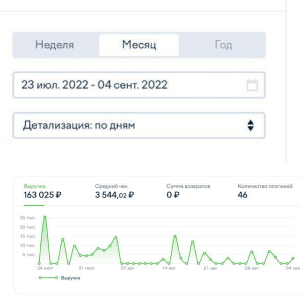 Неделя Месяц Год
23 июл. 2022 - 04 сент. 2022
Детализация: по дням
Выручка Средний чек Сумма возвратов Количество платежей
163 025 ₽ 3 544,02 ₽ 0 ₽ 46
25 тыс.
20 тыс.
15 тыс.
10 тыс.
5 тыс.
24 июл 31 июл 07 авг 14 авг 21 авг 28 авг 04 сен
Выручка